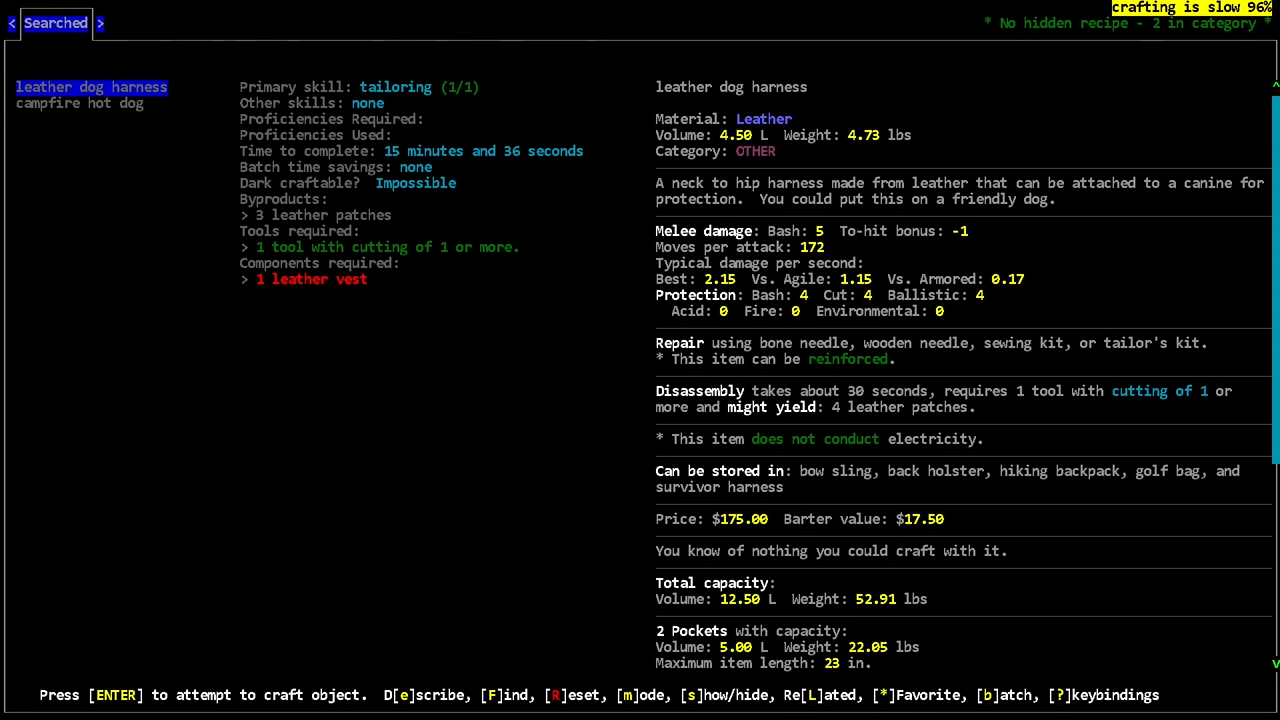 crafting is slow 96%
< Searched >
* No hidden recipe - 2 in category *
leather dog harness
campfire hot dog
Primary skill: tailoring (1/1)
Other skills: none
Proficiencies Required:
Proficiencies Used:
Time to complete: 15 minutes and 36 seconds
Batch time savings: none
Dark craftable?  Impossible
Byproducts:
> 3 leather patches
Tools required:
> 1 tool with cutting of 1 or more.
Components required:
> 1 leather vest
leather dog harness
Material: Leather
Volume: 4.50 L  Weight: 4.73 lbs
Category: OTHER
A neck to hip harness made from leather that can be attached to a canine for
protection.  You could put this on a friendly dog.
Melee damage: Bash: 5  To-hit bonus: -1
Moves per attack: 172
Typical damage per second:
Best: 2.15  Vs. Agile: 1.15  Vs. Armored: 0.17
Protection: Bash: 4  Cut: 4  Ballistic: 4
Acid: 0  Fire: 0  Environmental: 0
Repair using bone needle, wooden needle, sewing kit, or tailor's kit.
* This item can be reinforced.
Disassembly takes about 30 seconds, requires 1 tool with cutting of 1 or
more and might yield: 4 leather patches.
* This item does not conduct electricity.
Can be stored in: bow sling, back holster, hiking backpack, golf bag, and
survivor harness
Price: $175.00  Barter value: $17.50
You know of nothing you could craft with it.
Total capacity:
Volume: 12.50 L  Weight: 52.91 lbs
2 Pockets with capacity:
Volume: 5.00 L  Weight: 22.05 lbs
Maximum item length: 23 in.
Press [ENTER] to attempt to craft object.  D[e]scribe, [F]ind, [R]eset, [m]ode, [s]how/hide, Re[L]ated, [*]Favorite, [b]atch, [?]keybindings